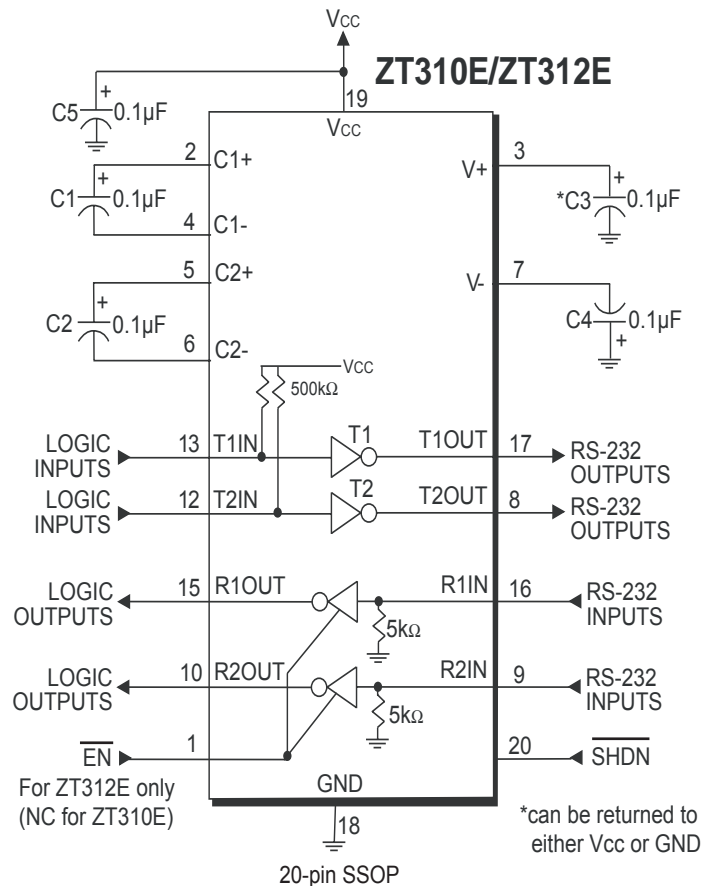 Vcc
ZT310E/ZT312E
+
C5 0.1µF
19
Vcc
2 C1+
+
C1 0.1µF
4 C1-
5 C2+
+
C2 0.1µF
6 C2-
V+ 3
+
*C3 0.1µF
V- 7
C4 0.1µF
+
Vcc
500kΩ
LOGIC INPUTS 13 T1IN T1 T1OUT 17 RS-232 OUTPUTS
LOGIC INPUTS 12 T2IN T2 T2OUT 8 RS-232 OUTPUTS
LOGIC OUTPUTS 15 R1OUT R1IN 16 RS-232 INPUTS
5kΩ
LOGIC OUTPUTS 10 R2OUT R2IN 9 RS-232 INPUTS
5kΩ
EN 1
20 SHDN
For ZT312E only
(NC for ZT310E)
GND
18
*can be returned to
either Vcc or GND
20-pin SSOP